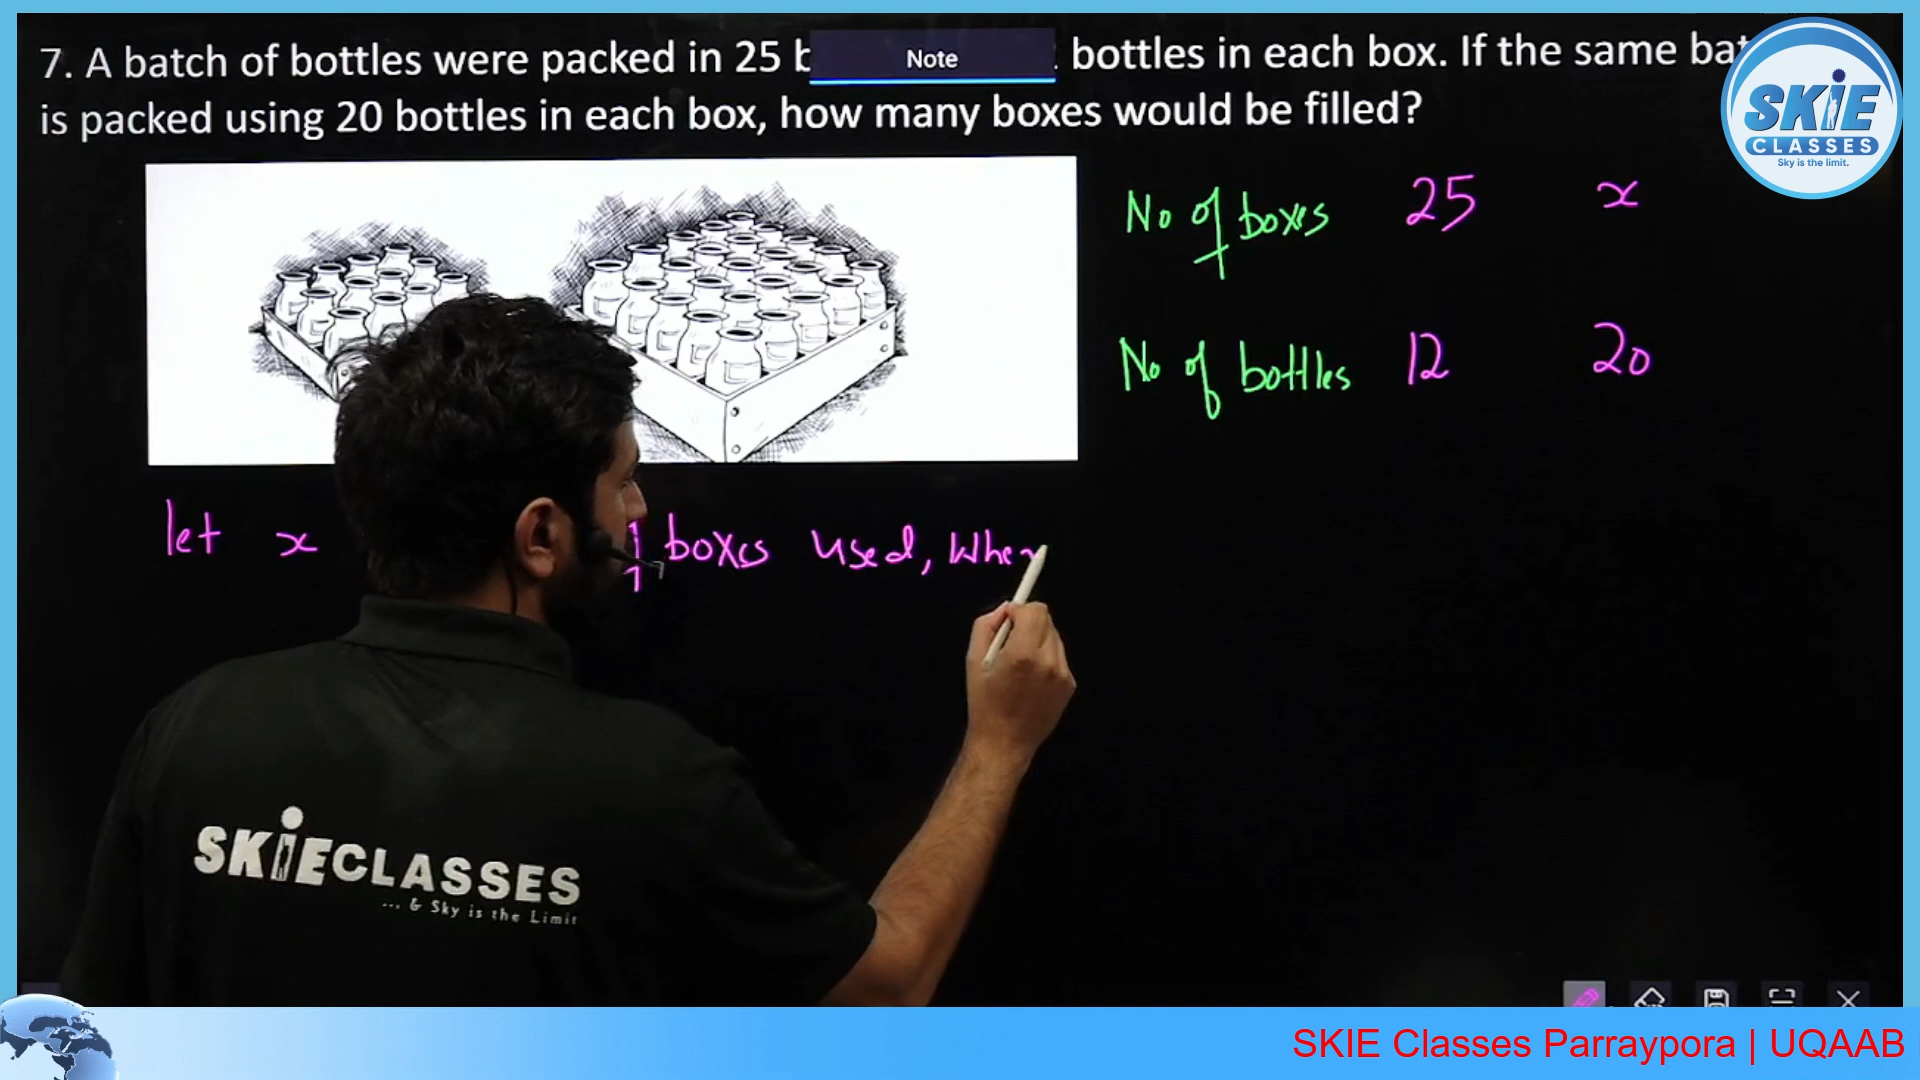 7. A batch of bottles were packed in 25 b
Note
bottles in each box. If the same bat
is packed using 20 bottles in each box, how many boxes would be filled?
SKIE
CLASSES
Sky is the limit.
No of boxes 25 x
No of bottles 12 20
let x
boxes used, when
SKIECLASSES
... & Sky is the Limit
SKIE Classes Parraypora | UQAAB